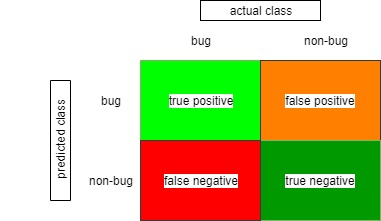 actual class
bug non-bug
predicted class
bug true positive false positive
non-bug false negative true negative